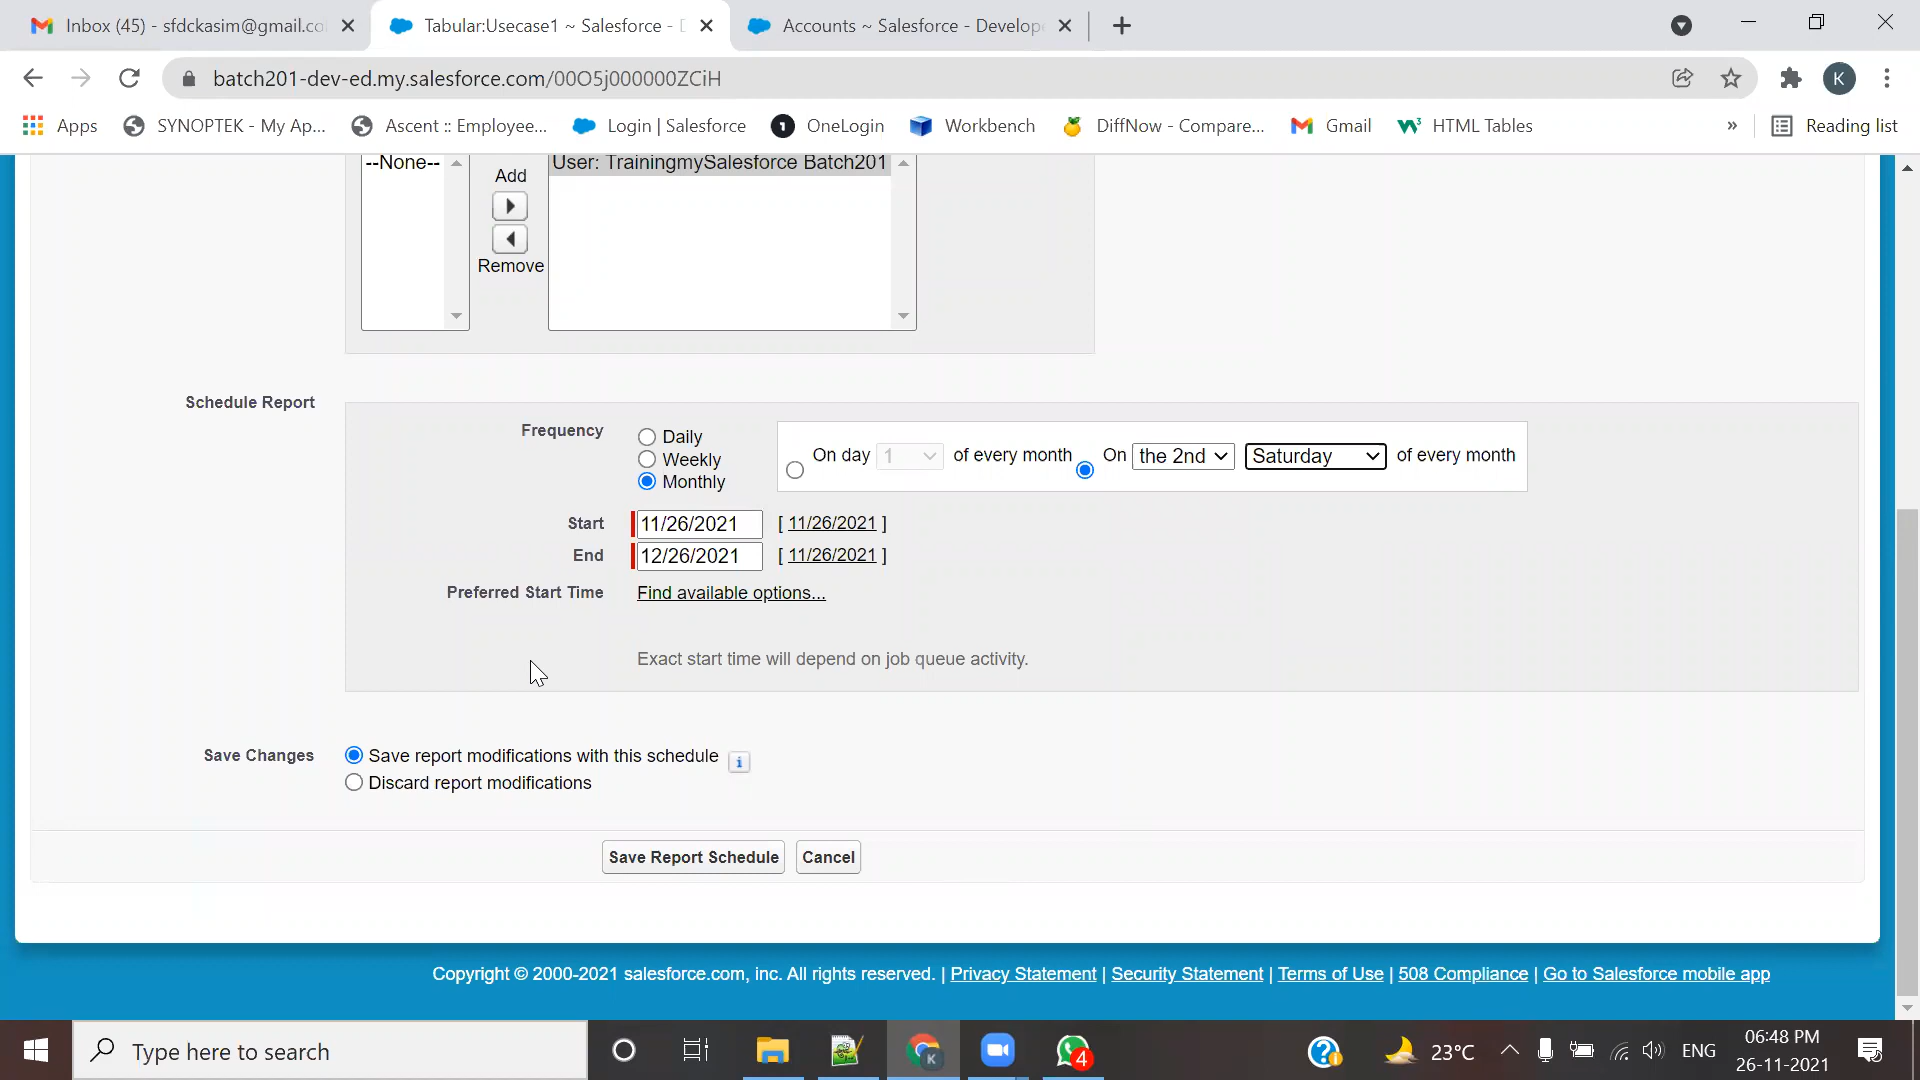 Inbox (45) - sfdckasim@gmail.co
Tabular:Usecase1 ~ Salesforce -
Accounts ~ Salesforce - Develop
batch201-dev-ed.my.salesforce.com/00O5j000000ZCiH
K
Apps
SYNOPTEK - My Ap...
Ascent :: Employee...
Login | Salesforce
OneLogin
Workbench
DiffNow - Compare...
Gmail
HTML Tables
»
Reading list
--None--
Add
Remove
User: TrainingmySalesforce Batch201
Schedule Report
Frequency
Daily
Weekly
Monthly
On day 1 of every month
On the 2nd Saturday of every month
Start 11/26/2021 [ 11/26/2021 ]
End 12/26/2021 [ 11/26/2021 ]
Preferred Start Time Find available options...
Exact start time will depend on job queue activity.
Save Changes
Save report modifications with this schedule
Discard report modifications
Save Report Schedule
Cancel
Copyright © 2000-2021 salesforce.com, inc. All rights reserved. | Privacy Statement | Security Statement | Terms of Use | 508 Compliance | Go to Salesforce mobile app
Type here to search
K
4
23°C
ENG
06:48 PM
26-11-2021